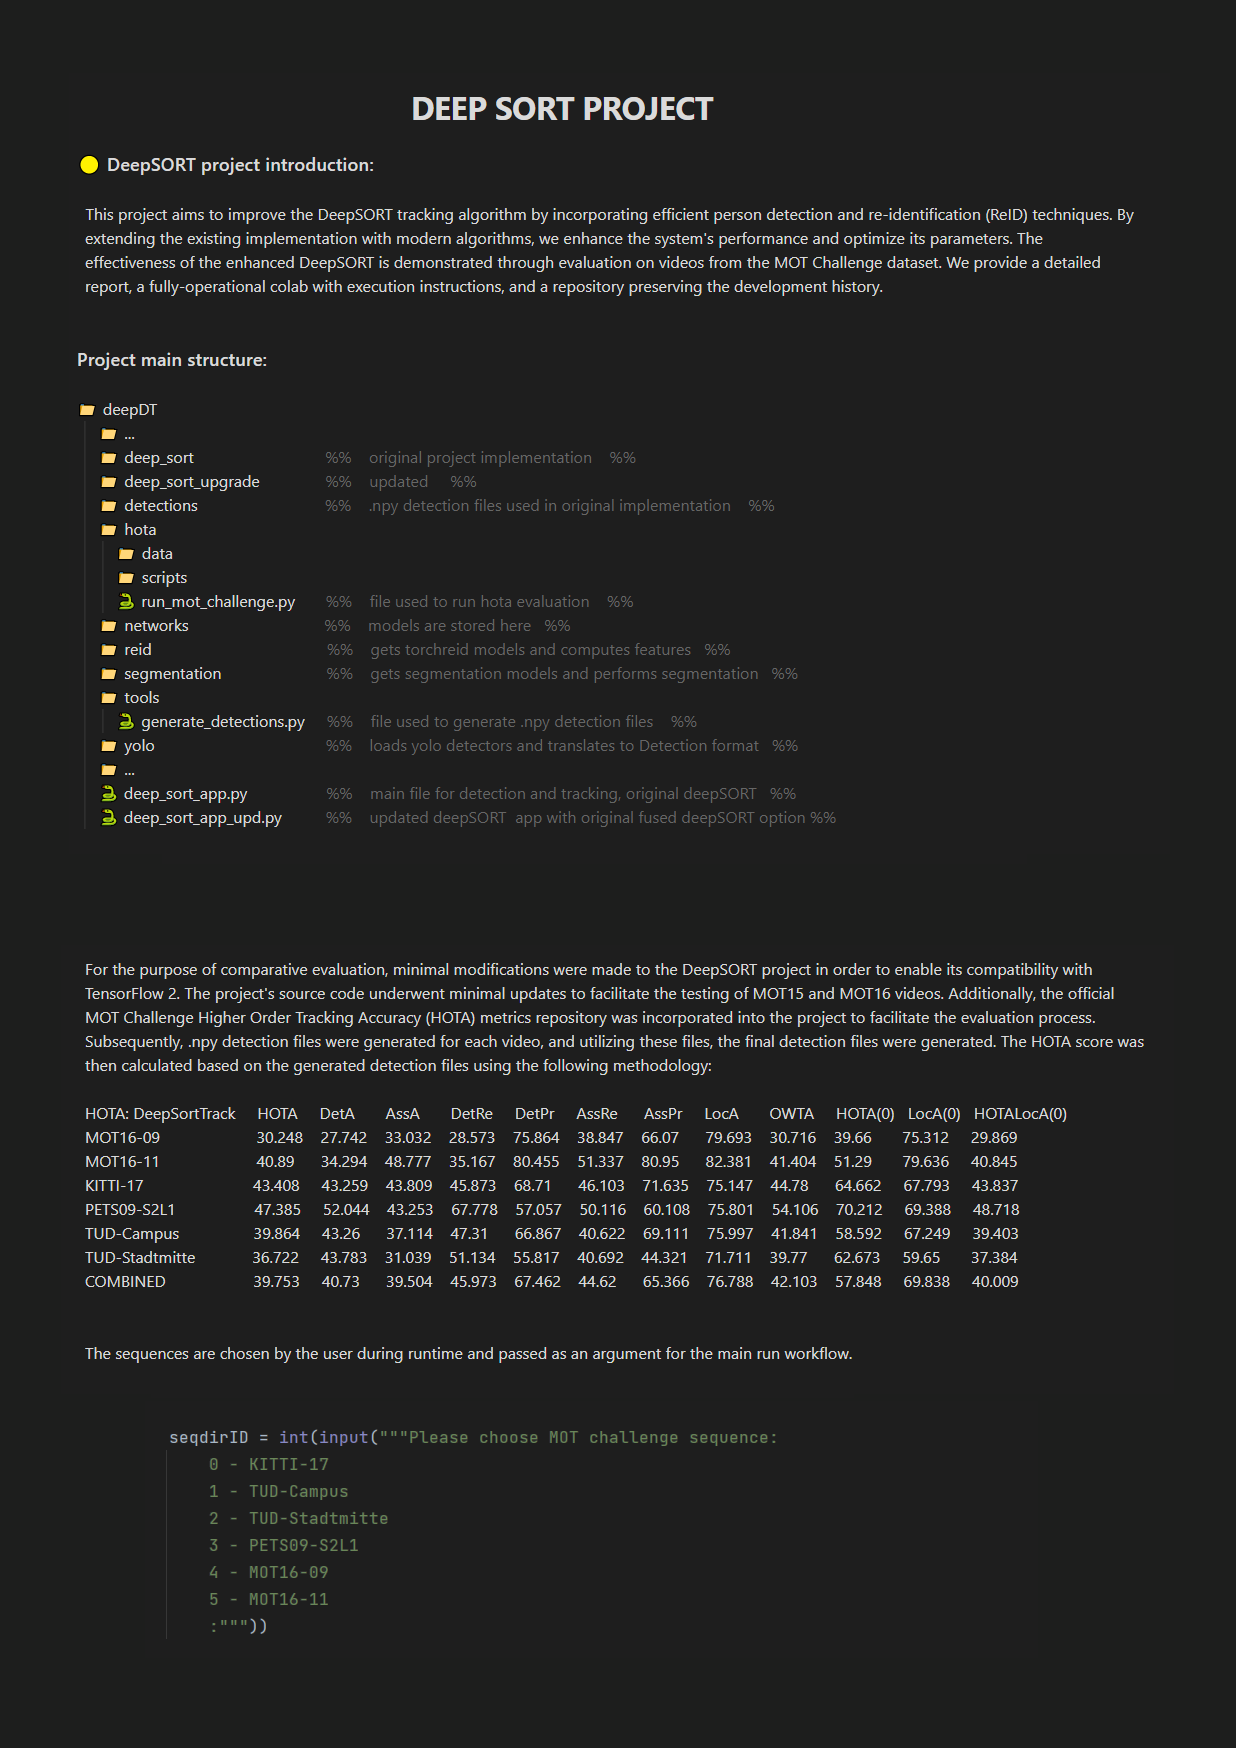 DEEP SORT PROJECT
DeepSORT project introduction:
This project aims to improve the DeepSORT tracking algorithm by incorporating efficient person detection and re-identification (ReID) techniques. By
extending the existing implementation with modern algorithms, we enhance the system's performance and optimize its parameters. The
effectiveness of the enhanced DeepSORT is demonstrated through evaluation on videos from the MOT Challenge dataset. We provide a detailed
report, a fully-operational colab with execution instructions, and a repository preserving the development history.
Project main structure:
deepDT
...
deep_sort %% original project implementation %%
deep_sort_upgrade %% updated %%
detections %% .npy detection files used in original implementation %%
hota
data
scripts
run_mot_challenge.py %% file used to run hota evaluation %%
networks %% models are stored here %%
reid %% gets torchreid models and computes features %%
segmentation %% gets segmentation models and performs segmentation %%
tools
generate_detections.py %% file used to generate .npy detection files %%
yolo %% loads yolo detectors and translates to Detection format %%
...
deep_sort_app.py %% main file for detection and tracking, original deepSORT %%
deep_sort_app_upd.py %% updated deepSORT app with original fused deepSORT option %%
For the purpose of comparative evaluation, minimal modifications were made to the DeepSORT project in order to enable its compatibility with
TensorFlow 2. The project's source code underwent minimal updates to facilitate the testing of MOT15 and MOT16 videos. Additionally, the official
MOT Challenge Higher Order Tracking Accuracy (HOTA) metrics repository was incorporated into the project to facilitate the evaluation process.
Subsequently, .npy detection files were generated for each video, and utilizing these files, the final detection files were generated. The HOTA score was
then calculated based on the generated detection files using the following methodology:
HOTA: DeepSortTrack HOTA DetA AssA DetRe DetPr AssRe AssPr LocA OWTA HOTA(0) LocA(0) HOTALocA(0)
MOT16-09 30.248 27.742 33.032 28.573 75.864 38.847 66.07 79.693 30.716 39.66 75.312 29.869
MOT16-11 40.89 34.294 48.777 35.167 80.455 51.337 80.95 82.381 41.404 51.29 79.636 40.845
KITTI-17 43.408 43.259 43.809 45.873 68.71 46.103 71.635 75.147 44.78 64.662 67.793 43.837
PETS09-S2L1 47.385 52.044 43.253 67.778 57.057 50.116 60.108 75.801 54.106 70.212 69.388 48.718
TUD-Campus 39.864 43.26 37.114 47.31 66.867 40.622 69.111 75.997 41.841 58.592 67.249 39.403
TUD-Stadtmitte 36.722 43.783 31.039 51.134 55.817 40.692 44.321 71.711 39.77 62.673 59.65 37.384
COMBINED 39.753 40.73 39.504 45.973 67.462 44.62 65.366 76.788 42.103 57.848 69.838 40.009
The sequences are chosen by the user during runtime and passed as an argument for the main run workflow.
seqdirID = int(input("""Please choose MOT challenge sequence:
0 - KITTI-17
1 - TUD-Campus
2 - TUD-Stadtmitte
3 - PETS09-S2L1
4 - MOT16-09
5 - MOT16-11
:"""))